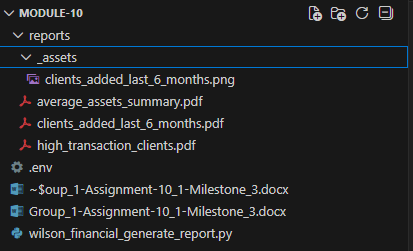 MODULE-10
reports
_assets
clients_added_last_6_months.png
average_assets_summary.pdf
clients_added_last_6_months.pdf
high_transaction_clients.pdf
.env
~$oup_1-Assignment-10_1-Milestone_3.docx
Group_1-Assignment-10_1-Milestone_3.docx
wilson_financial_generate_report.py